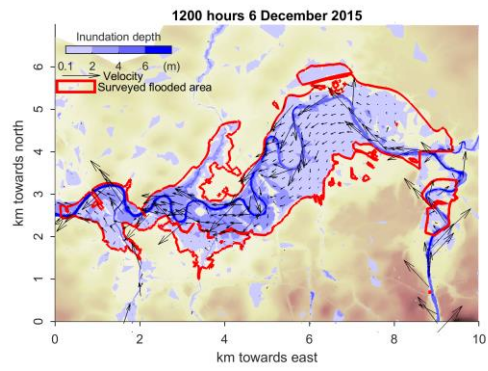 1200 hours 6 December 2015
Inundation depth
0.1 2 4 6 (m)
Velocity
Surveyed flooded area
km towards north
6
5
4
3
2
1
0
0 2 4 6 8 10
km towards east